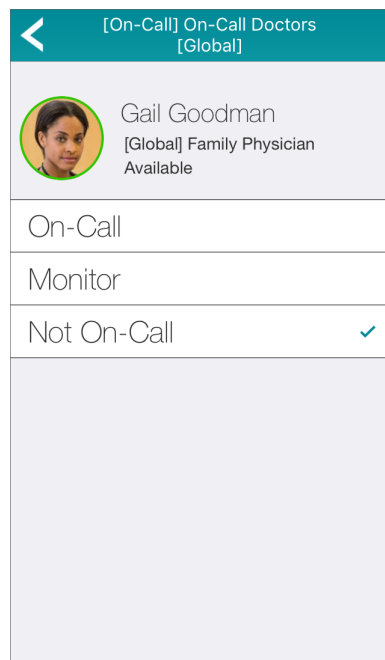 [On-Call] On-Call Doctors
[Global]
Gail Goodman
[Global] Family Physician
Available
On-Call
Monitor
Not On-Call